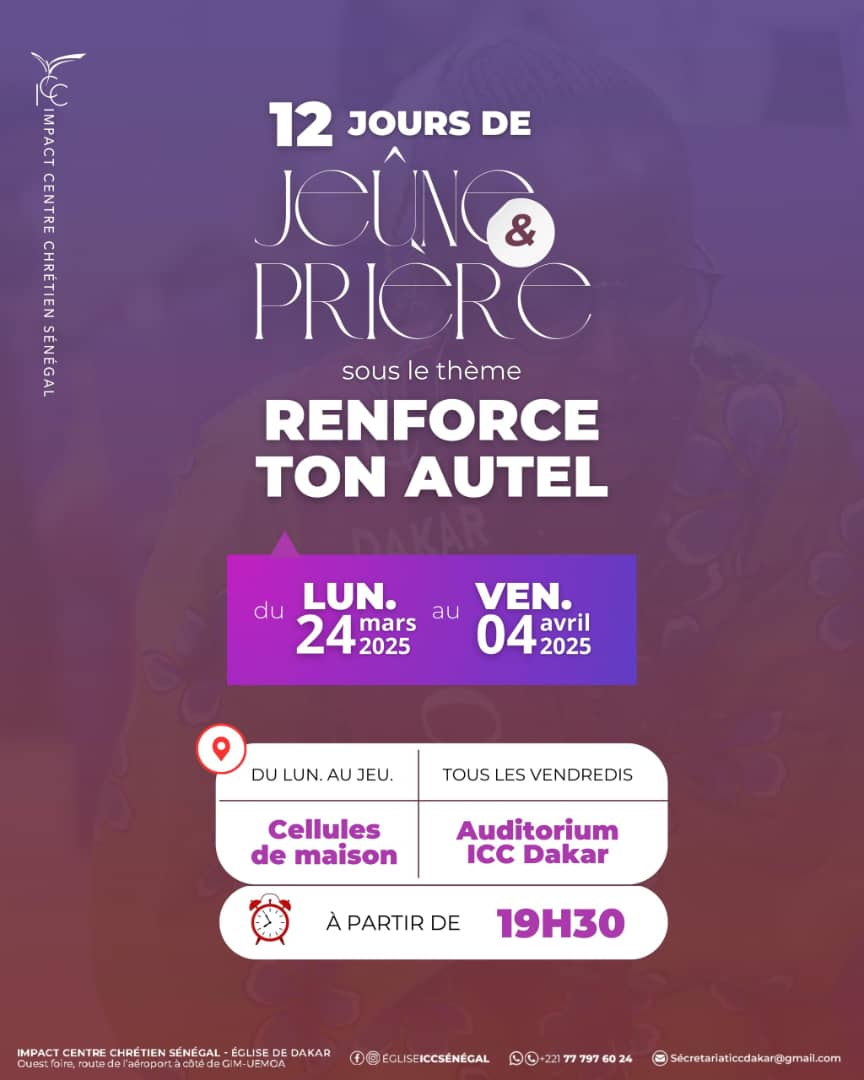 ICC
IMPACT CENTRE CHRÉTIEN SÉNÉGAL
12 JOURS DE
JEÛNE &
PRIÈRE
sous le thème
RENFORCE
TON AUTEL
DAKAR
du LUN. 24 mars 2025 au VEN. 04 avril 2025
DU LUN. AU JEU.
Cellules
de maison
TOUS LES VENDREDIS
Auditorium
ICC Dakar
À PARTIR DE 19H30
IMPACT CENTRE CHRÉTIEN SÉNÉGAL - ÉGLISE DE DAKAR
Ouest foire, route de l'aéroport à côté de GIM-UEMOA
ÉGLISEICCSÉNÉGAL
+221 77 797 60 24
Sécretariaticcdakar@gmail.com